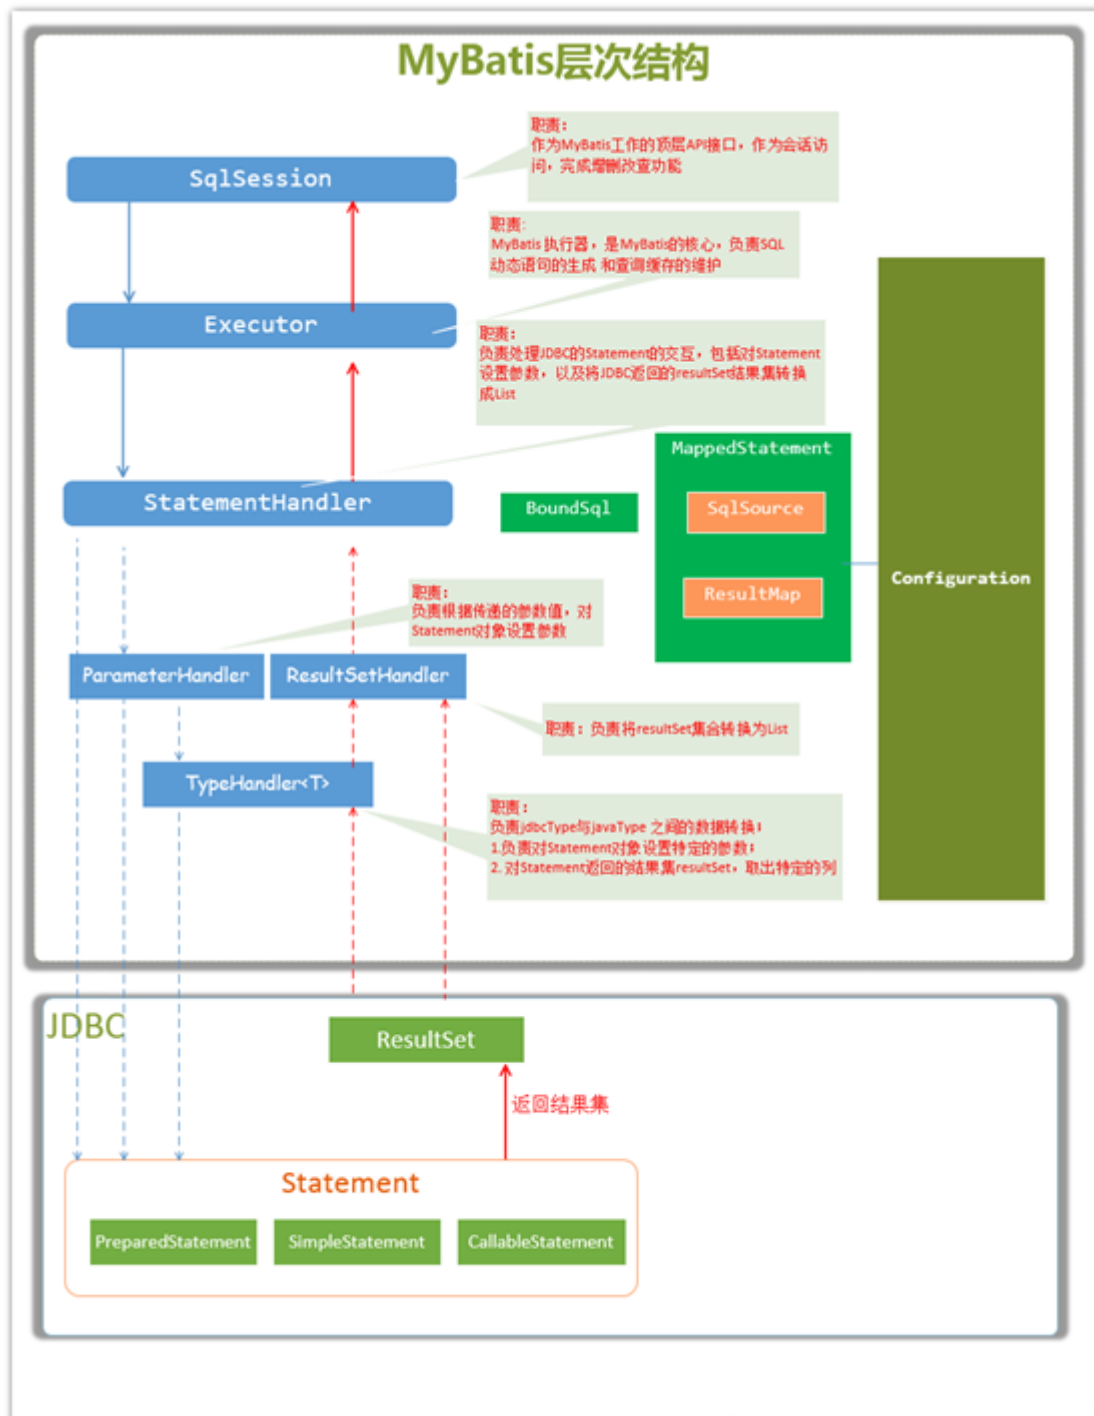 MyBatis层次结构
职责：
作为MyBatis工作的顶层API接口，作为会话访
问，完成增删改查功能
SqlSession
职责：
MyBatis 执行器，是MyBatis的核心，负责SQL
动态语句的生成 和查询缓存的维护
Executor
职责：
负责处理JDBC的Statement的交互，包括对Statement
设置参数，以及将JDBC返回的resultSet结果集转换
成List
MappedStatement
StatementHandler
BoundSql
SqlSource
Configuration
ResultMap
职责：
负责根据传递的参数值，对
Statement对象设置参数
ParameterHandler
ResultSetHandler
职责：负责将resultSet集合转换为List
TypeHandler<T>
职责：
负责jdbcType与javaType 之间的数据转换：
1.负责对Statement对象设置特定的参数；
2. 对Statement返回的结果集resultSet，取出特定的列
JDBC
ResultSet
返回结果集
Statement
PreparedStatement
SimpleStatement
CallableStatement